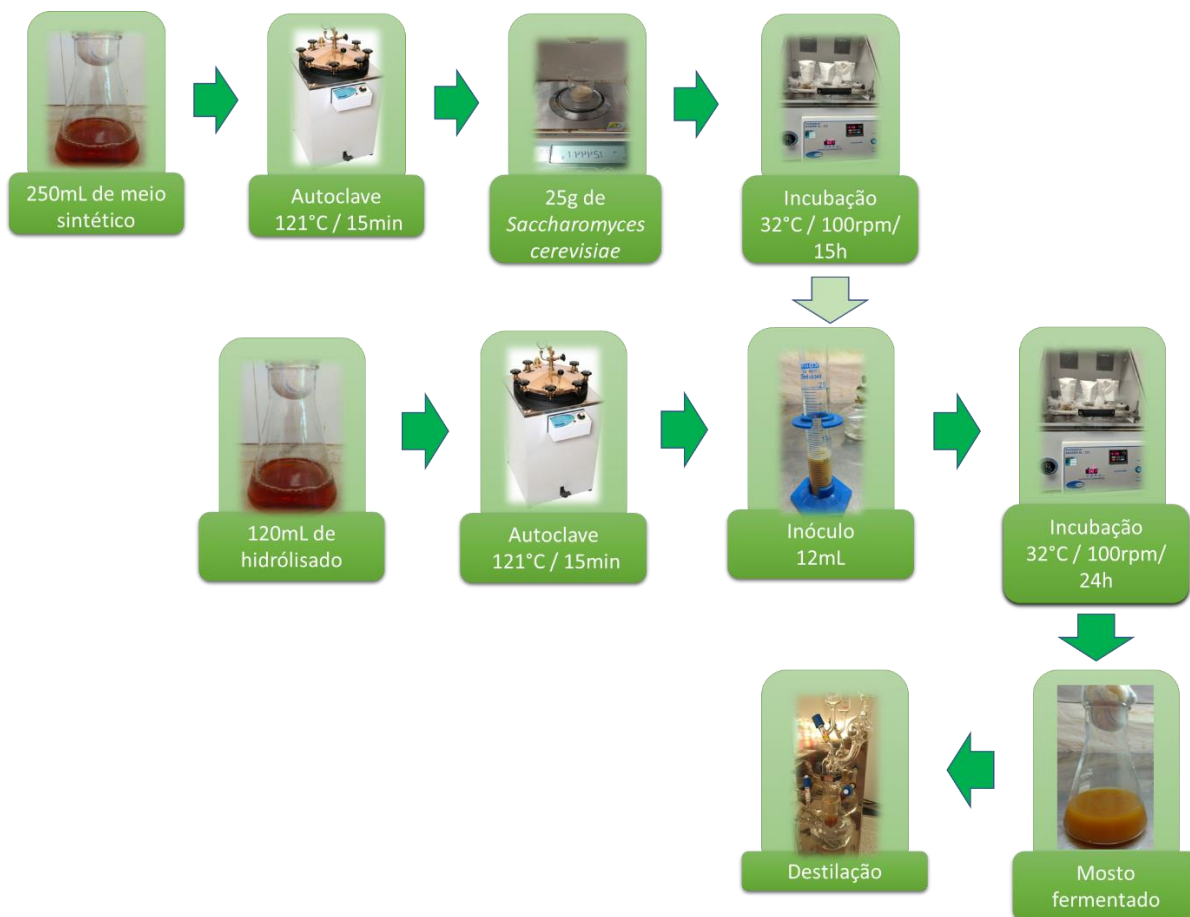 250mL de meio
sintético
Autoclave
121°C / 15min
25g de
Saccharomyces
cerevisiae
Incubação
32°C / 100rpm/
15h
120mL de
hidrólisado
Autoclave
121°C / 15min
Inóculo
12mL
Incubação
32°C / 100rpm/
24h
Destilação
Mosto
fermentado